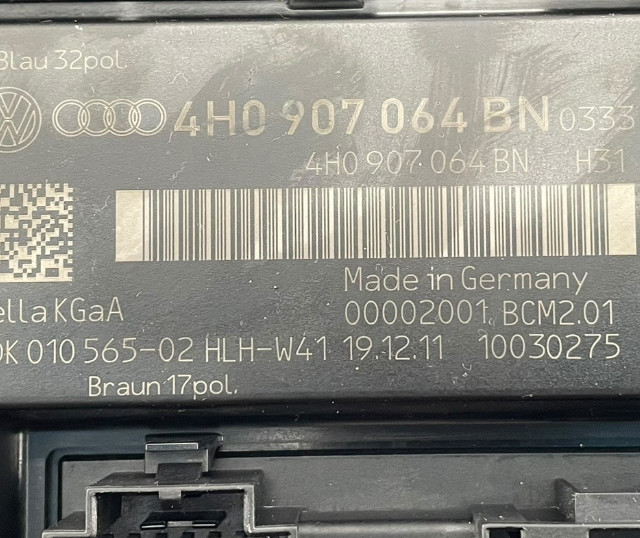 Blau 32pol.
4H0 907 064 BN 0333
4H0 907 064 BN H31
Made in Germany
ella KGaA
00002001 BCM2.01
0K 010 565-02 HLH-W41 19.12.11 10030275
Braun 17pol.